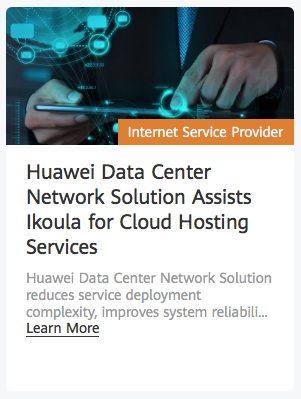 Internet Service Provider
Huawei Data Center
Network Solution Assists
Ikoula for Cloud Hosting
Services
Huawei Data Center Network Solution
reduces service deployment
complexity, improves system reliabili...
Learn More